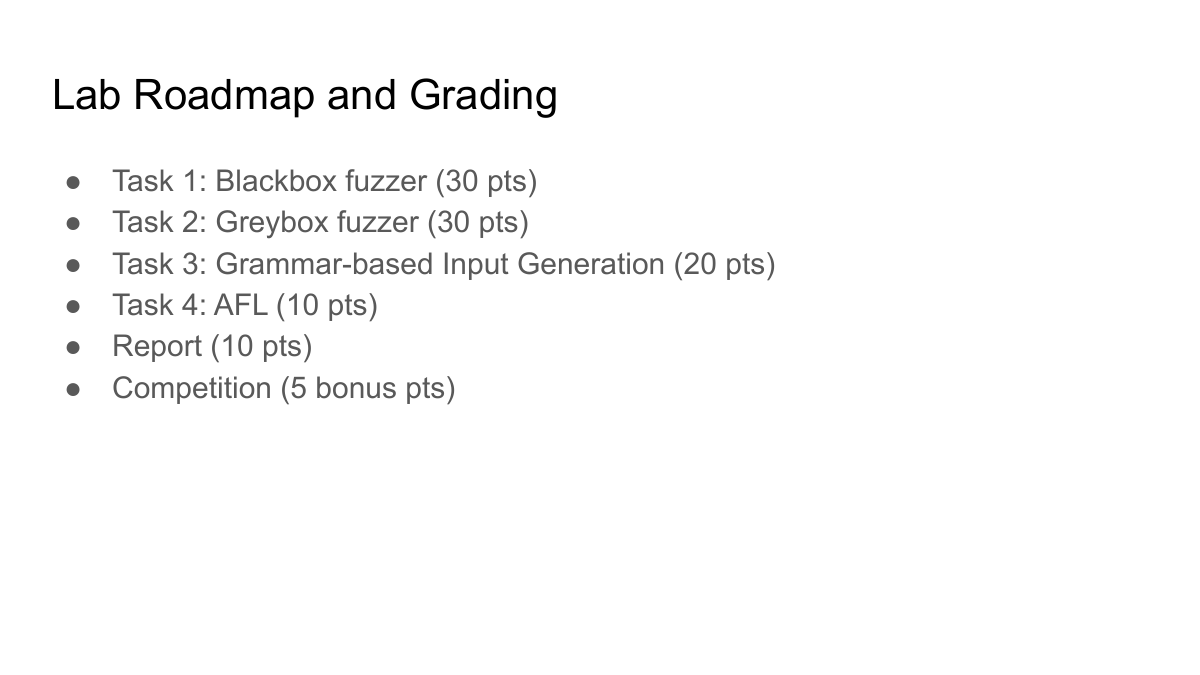 Lab Roadmap and Grading
● Task 1: Blackbox fuzzer (30 pts)
● Task 2: Greybox fuzzer (30 pts)
● Task 3: Grammar-based Input Generation (20 pts)
● Task 4: AFL (10 pts)
● Report (10 pts)
● Competition (5 bonus pts)